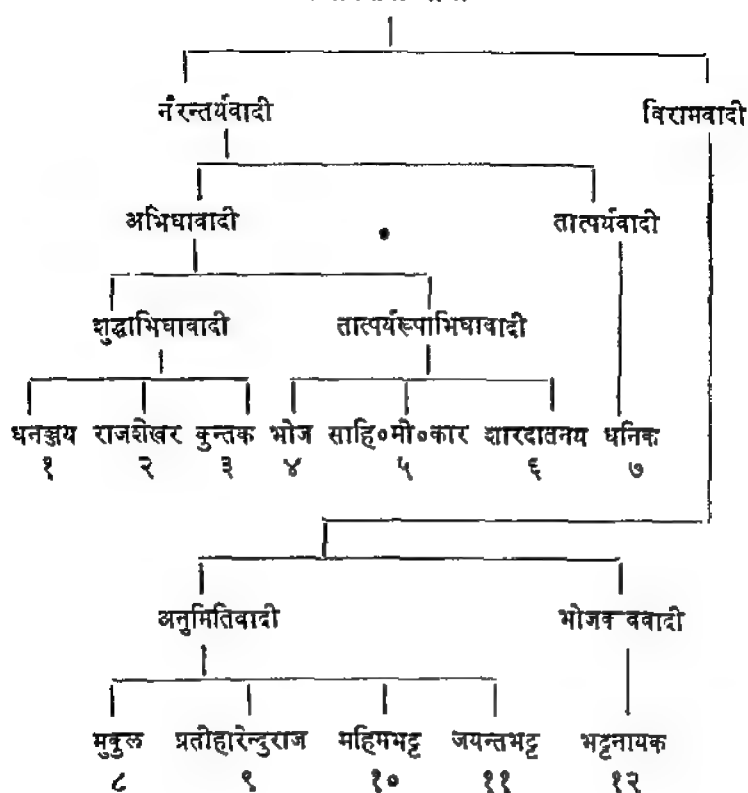 नैरन्तर्यवादी विरामवादी
अभिधावादी तात्पर्यवादी
शुद्धाभिधावादी तात्पर्यरूपाभिधावादी
धनञ्जय राजशेखर कुन्तक भोज साहि०मी०कार शारदातनय धनिक
१ २ ३ ४ ५ ६ ७
अनुमितिवादी भोजक ववादी
मुकुल प्रतीहारेन्दुराज महिमभट्ट जयन्तभट्ट भट्टनायक
८ ९ १० ११ १२